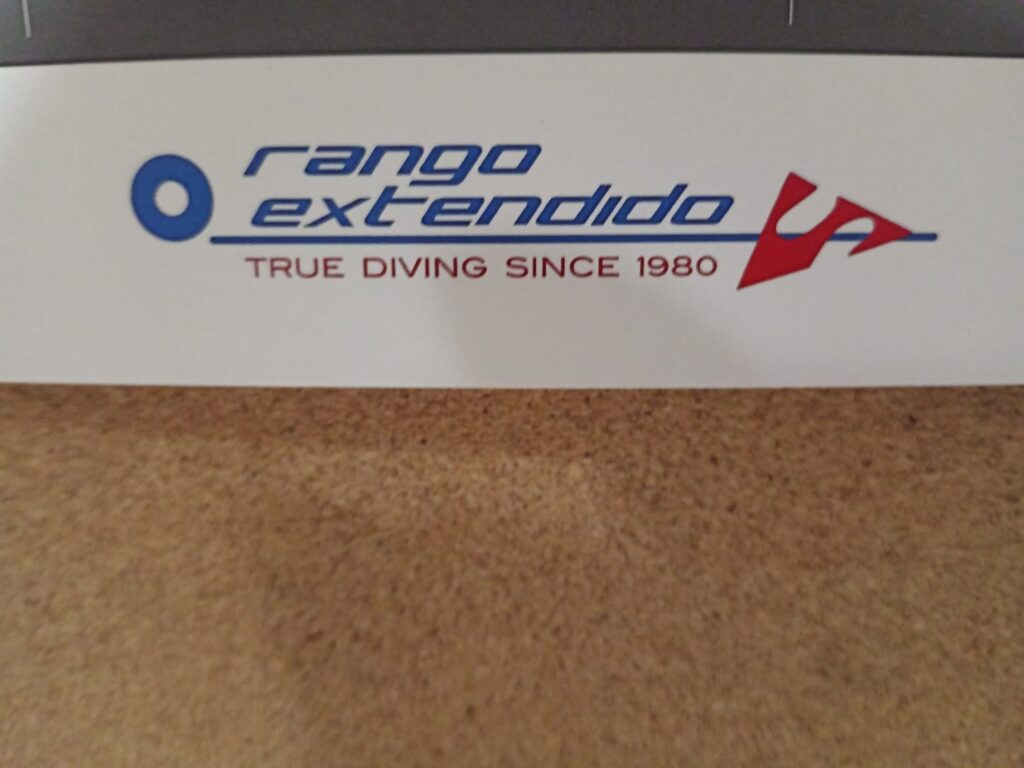 rango
extendido
TRUE DIVING SINCE 1980